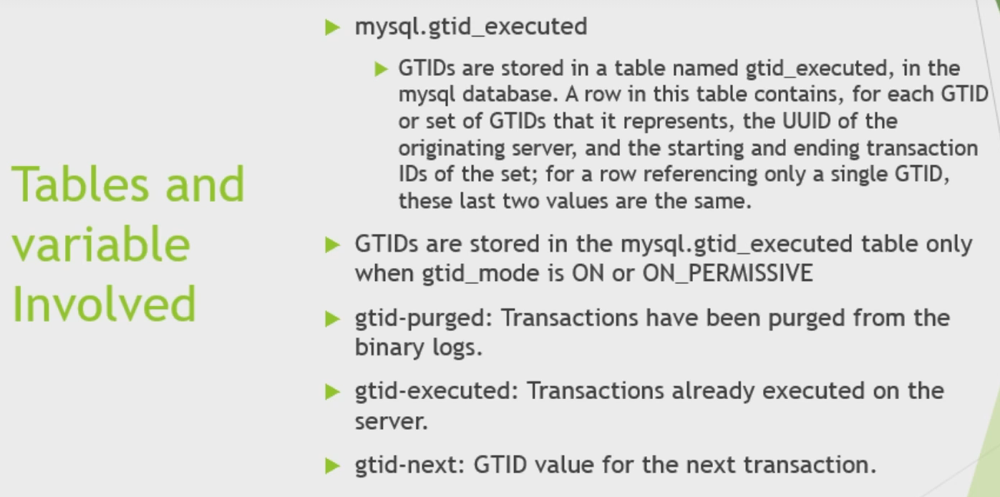 Tables and
variable
Involved
mysql.gtid_executed
GTIDs are stored in a table named gtid_executed, in the
mysql database. A row in this table contains, for each GTID
or set of GTIDs that it represents, the UUID of the
originating server, and the starting and ending transaction
IDs of the set; for a row referencing only a single GTID,
these last two values are the same.
GTIDs are stored in the mysql.gtid_executed table only
when gtid_mode is ON or ON_PERMISSIVE
gtid-purged: Transactions have been purged from the
binary logs.
gtid-executed: Transactions already executed on the
server.
gtid-next: GTID value for the next transaction.